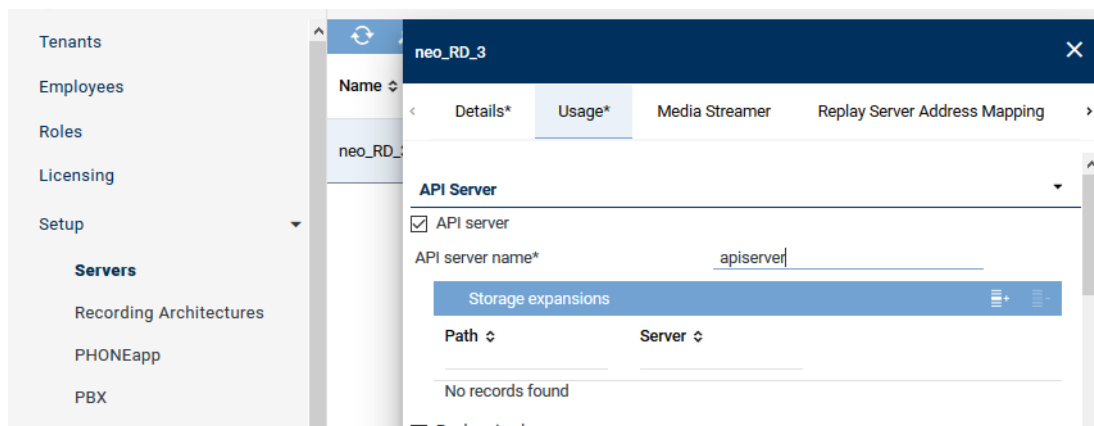 Tenants
Employees
Roles
Licensing
Setup
Servers
Recording Architectures
PHONEapp
PBX
Name
neo_RD_
neo_RD_3
Details*
Usage*
Media Streamer
Replay Server Address Mapping
API Server
API server
API server name*
apiserver
Storage expansions
Path
Server
No records found